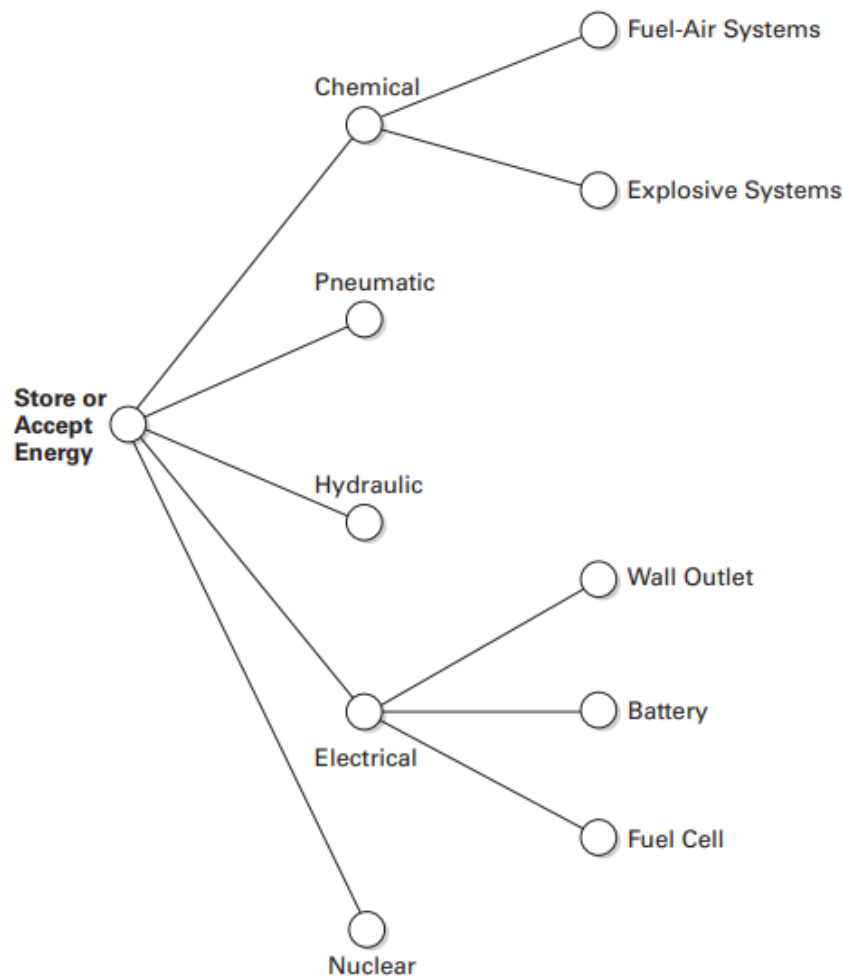 Fuel-Air Systems
Chemical
Explosive Systems
Pneumatic
Store or
Accept
Energy
Hydraulic
Wall Outlet
Battery
Electrical
Fuel Cell
Nuclear